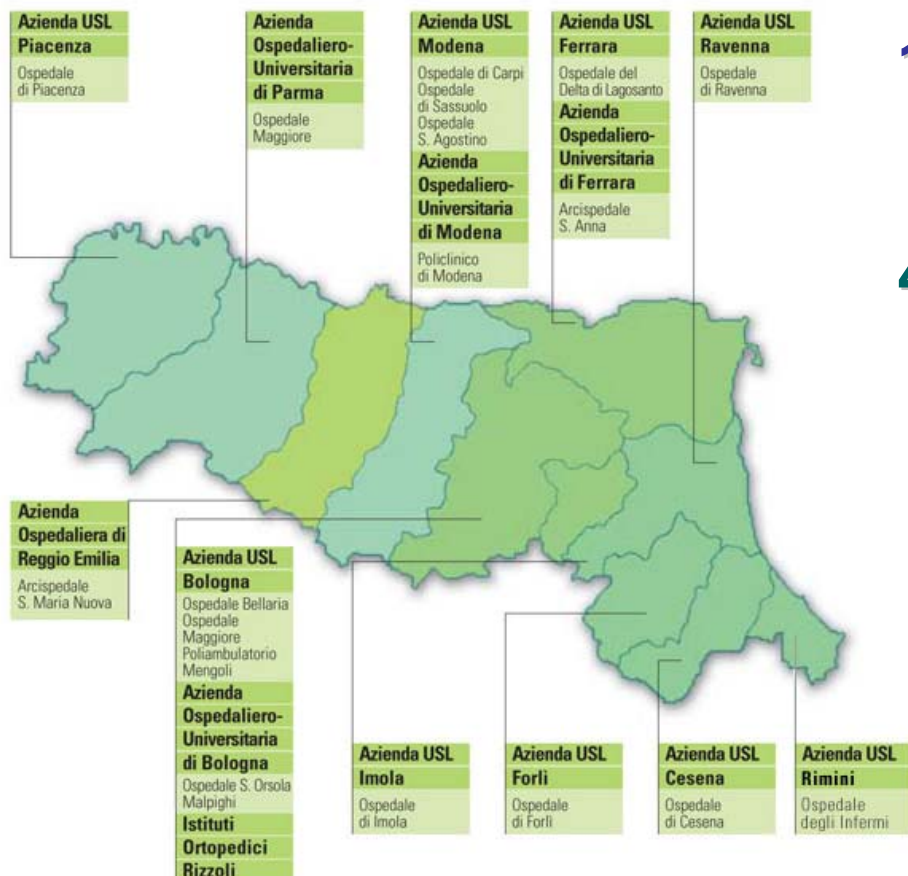 Azienda USL
Piacenza
Ospedale
di Piacenza
Azienda
Ospedaliero-
Universitaria
di Parma
Ospedale
Maggiore
Azienda USL
Modena
Ospedale di Carpi
Ospedale
di Sassuolo
Ospedale
S. Agostino
Azienda
Ospedaliero-
Universitaria
di Modena
Policlinico
di Modena
Azienda USL
Ferrara
Ospedale del
Delta di Lagosanto
Azienda
Ospedaliero-
Universitaria
di Ferrara
Arcispedale
S. Anna
Azienda USL
Ravenna
Ospedale
di Ravenna
Azienda
Ospedaliera di
Reggio Emilia
Arcispedale
S. Maria Nuova
Azienda USL
Bologna
Ospedale Bellaria
Ospedale
Maggiore
Poliambulatorio
Mengoli
Azienda
Ospedaliero-
Universitaria
di Bologna
Ospedale S. Orsola
Malpighi
Istituti
Ortopedici
Rizzoli
Azienda USL
Imola
Ospedale
di Imola
Azienda USL
Forlì
Ospedale
di Forlì
Azienda USL
Cesena
Ospedale
di Cesena
Azienda USL
Rimini
Ospedale
degli Infermi